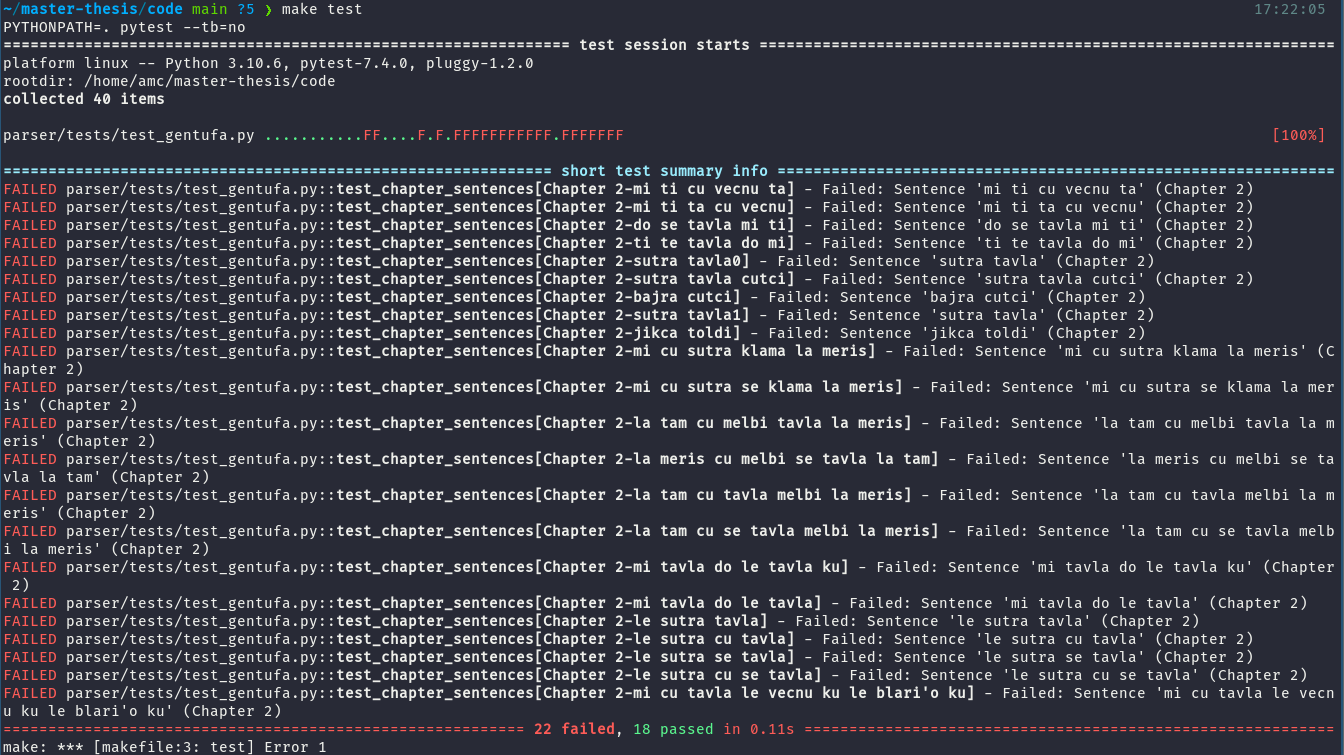 ~/master-thesis/code main ?5 ❯ make test 17:22:05
PYTHONPATH=. pytest --tb=no
=============================================================== test session starts ================================================================
platform linux -- Python 3.10.6, pytest-7.4.0, pluggy-1.2.0
rootdir: /home/amc/master-thesis/code
collected 40 items
parser/tests/test_gentufa.py ...........FF....F.F.FFFFFFFFFFF.FFFFFFF [100%]
============================================================= short test summary info ==============================================================
FAILED parser/tests/test_gentufa.py::test_chapter_sentences[Chapter 2-mi ti cu vecnu ta] - Failed: Sentence 'mi ti cu vecnu ta' (Chapter 2)
FAILED parser/tests/test_gentufa.py::test_chapter_sentences[Chapter 2-mi ti ta cu vecnu] - Failed: Sentence 'mi ti ta cu vecnu' (Chapter 2)
FAILED parser/tests/test_gentufa.py::test_chapter_sentences[Chapter 2-do se tavla mi ti] - Failed: Sentence 'do se tavla mi ti' (Chapter 2)
FAILED parser/tests/test_gentufa.py::test_chapter_sentences[Chapter 2-ti te tavla do mi] - Failed: Sentence 'ti te tavla do mi' (Chapter 2)
FAILED parser/tests/test_gentufa.py::test_chapter_sentences[Chapter 2-sutra tavla0] - Failed: Sentence 'sutra tavla' (Chapter 2)
FAILED parser/tests/test_gentufa.py::test_chapter_sentences[Chapter 2-sutra tavla cutci] - Failed: Sentence 'sutra tavla cutci' (Chapter 2)
FAILED parser/tests/test_gentufa.py::test_chapter_sentences[Chapter 2-bajra cutci] - Failed: Sentence 'bajra cutci' (Chapter 2)
FAILED parser/tests/test_gentufa.py::test_chapter_sentences[Chapter 2-sutra tavla1] - Failed: Sentence 'sutra tavla' (Chapter 2)
FAILED parser/tests/test_gentufa.py::test_chapter_sentences[Chapter 2-jikca toldi] - Failed: Sentence 'jikca toldi' (Chapter 2)
FAILED parser/tests/test_gentufa.py::test_chapter_sentences[Chapter 2-mi cu sutra klama la meris] - Failed: Sentence 'mi cu sutra klama la meris' (C
hapter 2)
FAILED parser/tests/test_gentufa.py::test_chapter_sentences[Chapter 2-mi cu sutra se klama la meris] - Failed: Sentence 'mi cu sutra se klama la mer
is' (Chapter 2)
FAILED parser/tests/test_gentufa.py::test_chapter_sentences[Chapter 2-la tam cu melbi tavla la meris] - Failed: Sentence 'la tam cu melbi tavla la m
eris' (Chapter 2)
FAILED parser/tests/test_gentufa.py::test_chapter_sentences[Chapter 2-la meris cu melbi se tavla la tam] - Failed: Sentence 'la meris cu melbi se ta
vla la tam' (Chapter 2)
FAILED parser/tests/test_gentufa.py::test_chapter_sentences[Chapter 2-la tam cu tavla melbi la meris] - Failed: Sentence 'la tam cu tavla melbi la m
eris' (Chapter 2)
FAILED parser/tests/test_gentufa.py::test_chapter_sentences[Chapter 2-la tam cu se tavla melbi la meris] - Failed: Sentence 'la tam cu se tavla melb
i la meris' (Chapter 2)
FAILED parser/tests/test_gentufa.py::test_chapter_sentences[Chapter 2-mi tavla do le tavla ku] - Failed: Sentence 'mi tavla do le tavla ku' (Chapter
 2)
FAILED parser/tests/test_gentufa.py::test_chapter_sentences[Chapter 2-mi tavla do le tavla] - Failed: Sentence 'mi tavla do le tavla' (Chapter 2)
FAILED parser/tests/test_gentufa.py::test_chapter_sentences[Chapter 2-le sutra tavla] - Failed: Sentence 'le sutra tavla' (Chapter 2)
FAILED parser/tests/test_gentufa.py::test_chapter_sentences[Chapter 2-le sutra cu tavla] - Failed: Sentence 'le sutra cu tavla' (Chapter 2)
FAILED parser/tests/test_gentufa.py::test_chapter_sentences[Chapter 2-le sutra se tavla] - Failed: Sentence 'le sutra se tavla' (Chapter 2)
FAILED parser/tests/test_gentufa.py::test_chapter_sentences[Chapter 2-le sutra cu se tavla] - Failed: Sentence 'le sutra cu se tavla' (Chapter 2)
FAILED parser/tests/test_gentufa.py::test_chapter_sentences[Chapter 2-mi cu tavla le vecnu ku le blari'o ku] - Failed: Sentence 'mi cu tavla le vecn
u ku le blari'o ku' (Chapter 2)
========================================================== 22 failed, 18 passed in 0.11s ===========================================================
make: *** [makefile:3: test] Error 1